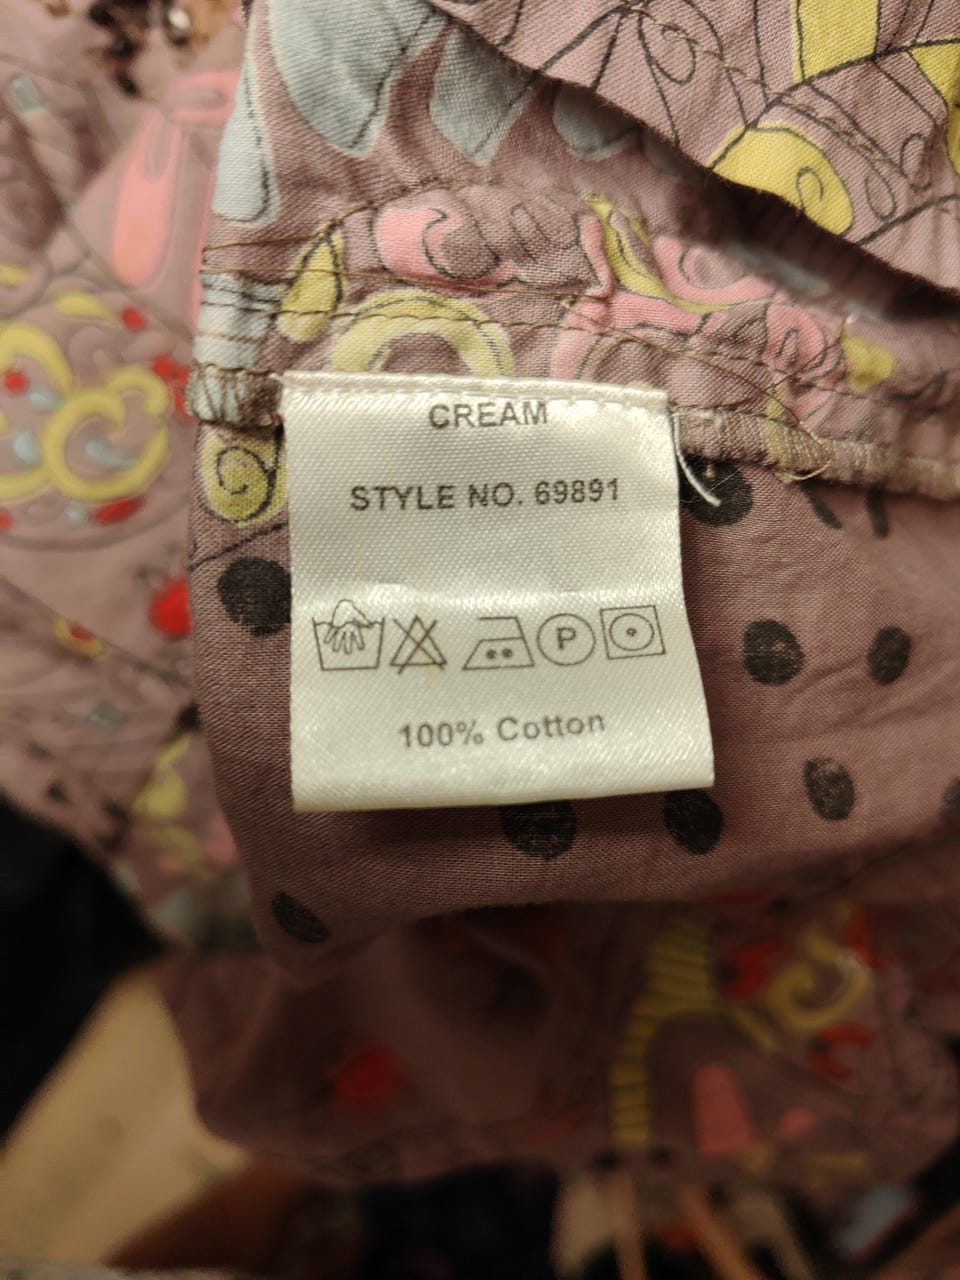 CREAM
STYLE NO. 69891
P
100% Cotton